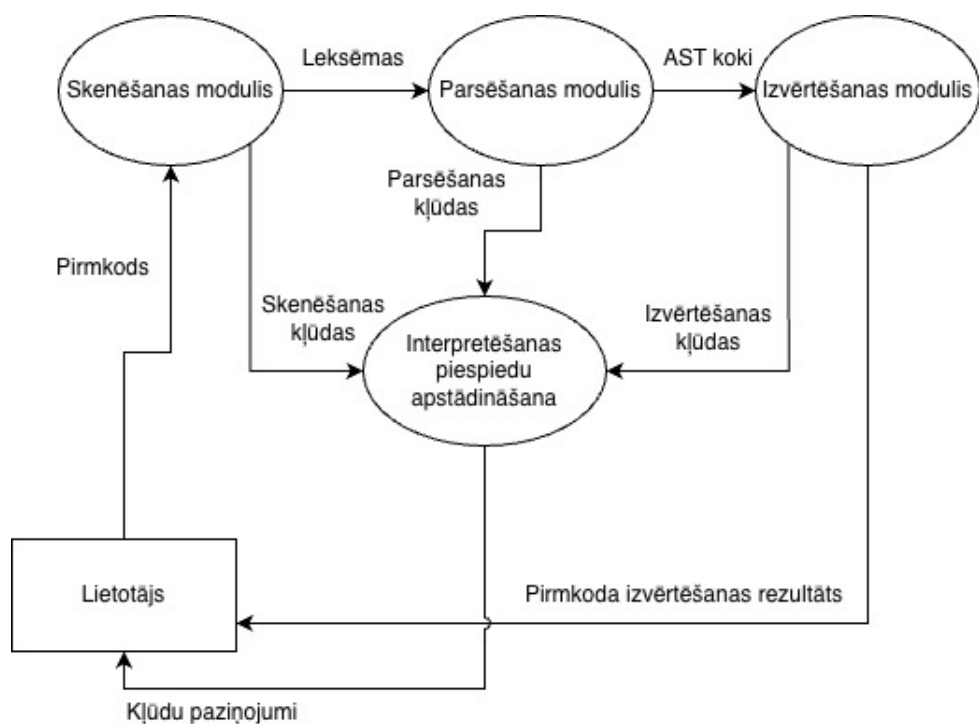 Leksēmas
AST koki
Skenēšanas modulis
Parsēšanas modulis
Izvērtēšanas modulis
Parsēšanas
kļūdas
Pirmkods
Skenēšanas
kļūdas
Izvērtēšanas
kļūdas
Interpretēšanas
piespiedu
apstādināšana
Lietotājs
Pirmkoda izvērtēšanas rezultāts
Kļūdu paziņojumi